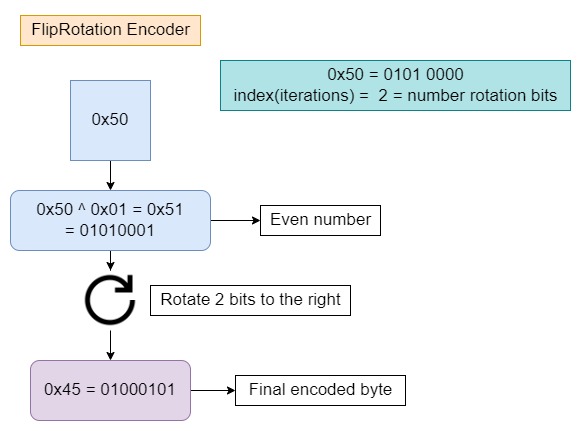 FlipRotation Encoder
0x50 = 0101 0000
index(iterations) = 2 = number rotation bits
0x50
0x50 ^ 0x01 = 0x51
= 01010001
Even number
Rotate 2 bits to the right
0x45 = 01000101
Final encoded byte